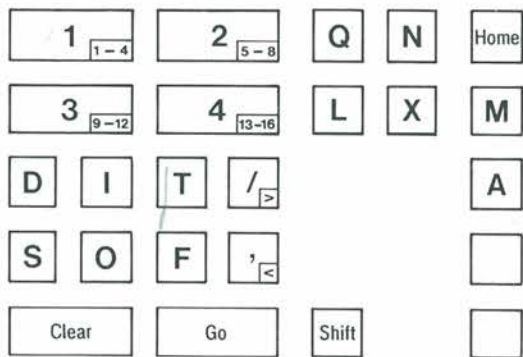 1 1 – 4 2 5 – 8 Q N Home
3 9 –12 4 13–16 L X M
D I T / > A
S O F , <
Clear Go Shift